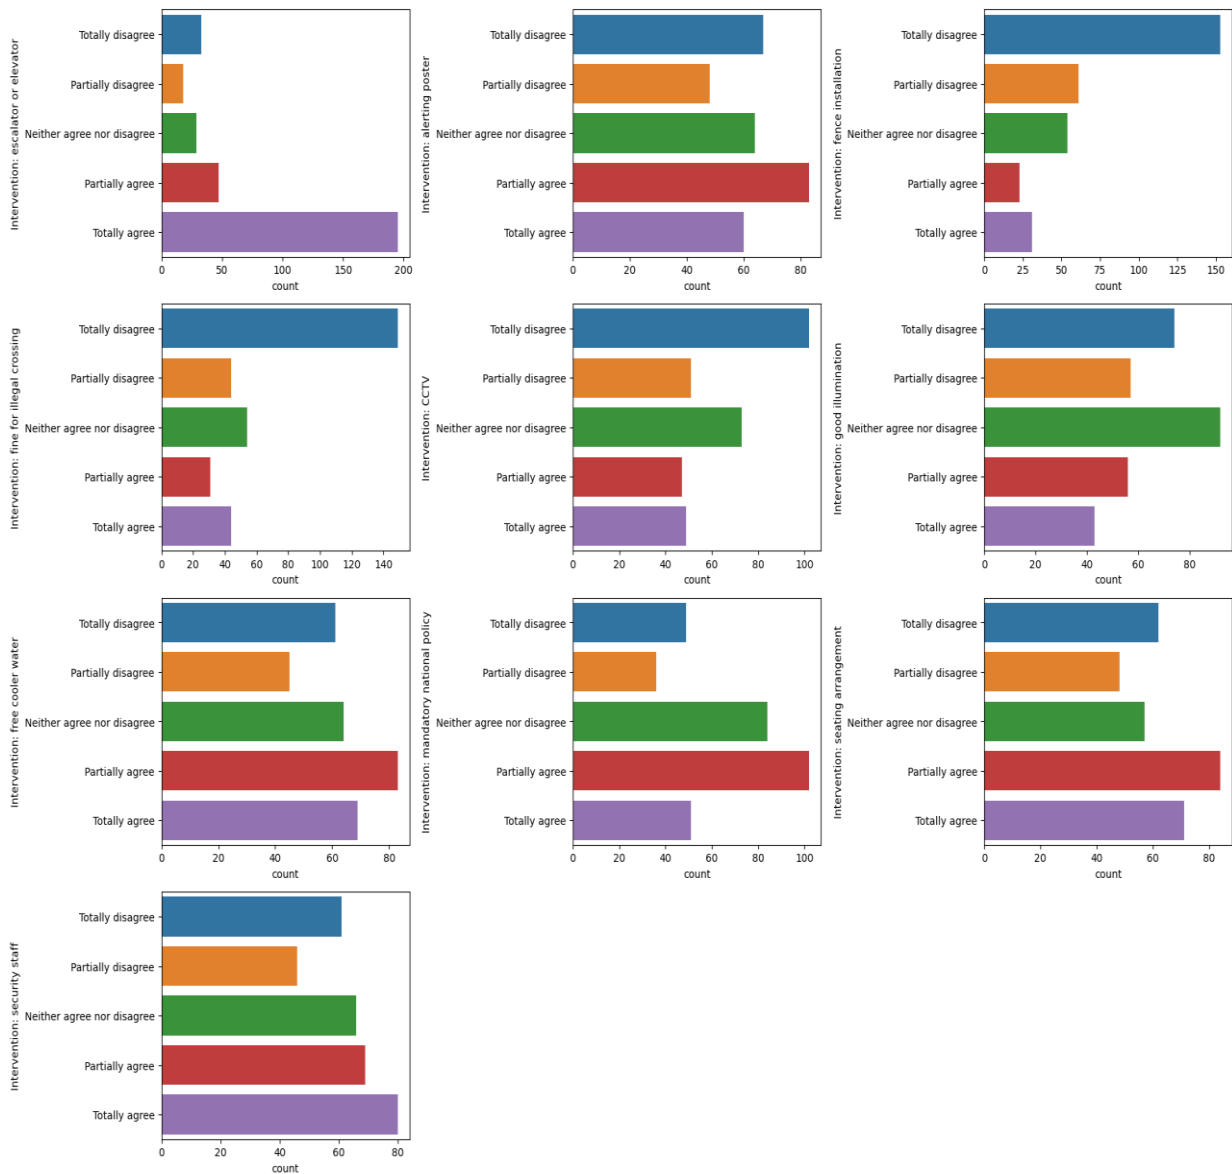 Intervention: escalator or elevator
Totally disagree
Partially disagree
Neither agree nor disagree
Partially agree
Totally agree
0 50 100 150 200
count
Intervention: alerting poster
Totally disagree
Partially disagree
Neither agree nor disagree
Partially agree
Totally agree
0 20 40 60 80
count
Intervention: fence installation
Totally disagree
Partially disagree
Neither agree nor disagree
Partially agree
Totally agree
0 25 50 75 100 125 150
count
Intervention: fine for illegal crossing
Totally disagree
Partially disagree
Neither agree nor disagree
Partially agree
Totally agree
0 20 40 60 80 100 120 140
count
Intervention: CCTV
Totally disagree
Partially disagree
Neither agree nor disagree
Partially agree
Totally agree
0 20 40 60 80 100
count
Intervention: good illumination
Totally disagree
Partially disagree
Neither agree nor disagree
Partially agree
Totally agree
0 20 40 60 80
count
Intervention: free cooler water
Totally disagree
Partially disagree
Neither agree nor disagree
Partially agree
Totally agree
0 20 40 60 80
count
Intervention: mandatory national policy
Totally disagree
Partially disagree
Neither agree nor disagree
Partially agree
Totally agree
0 20 40 60 80 100
count
Intervention: seating arrangement
Totally disagree
Partially disagree
Neither agree nor disagree
Partially agree
Totally agree
0 20 40 60 80
count
Intervention: security staff
Totally disagree
Partially disagree
Neither agree nor disagree
Partially agree
Totally agree
0 20 40 60 80
count